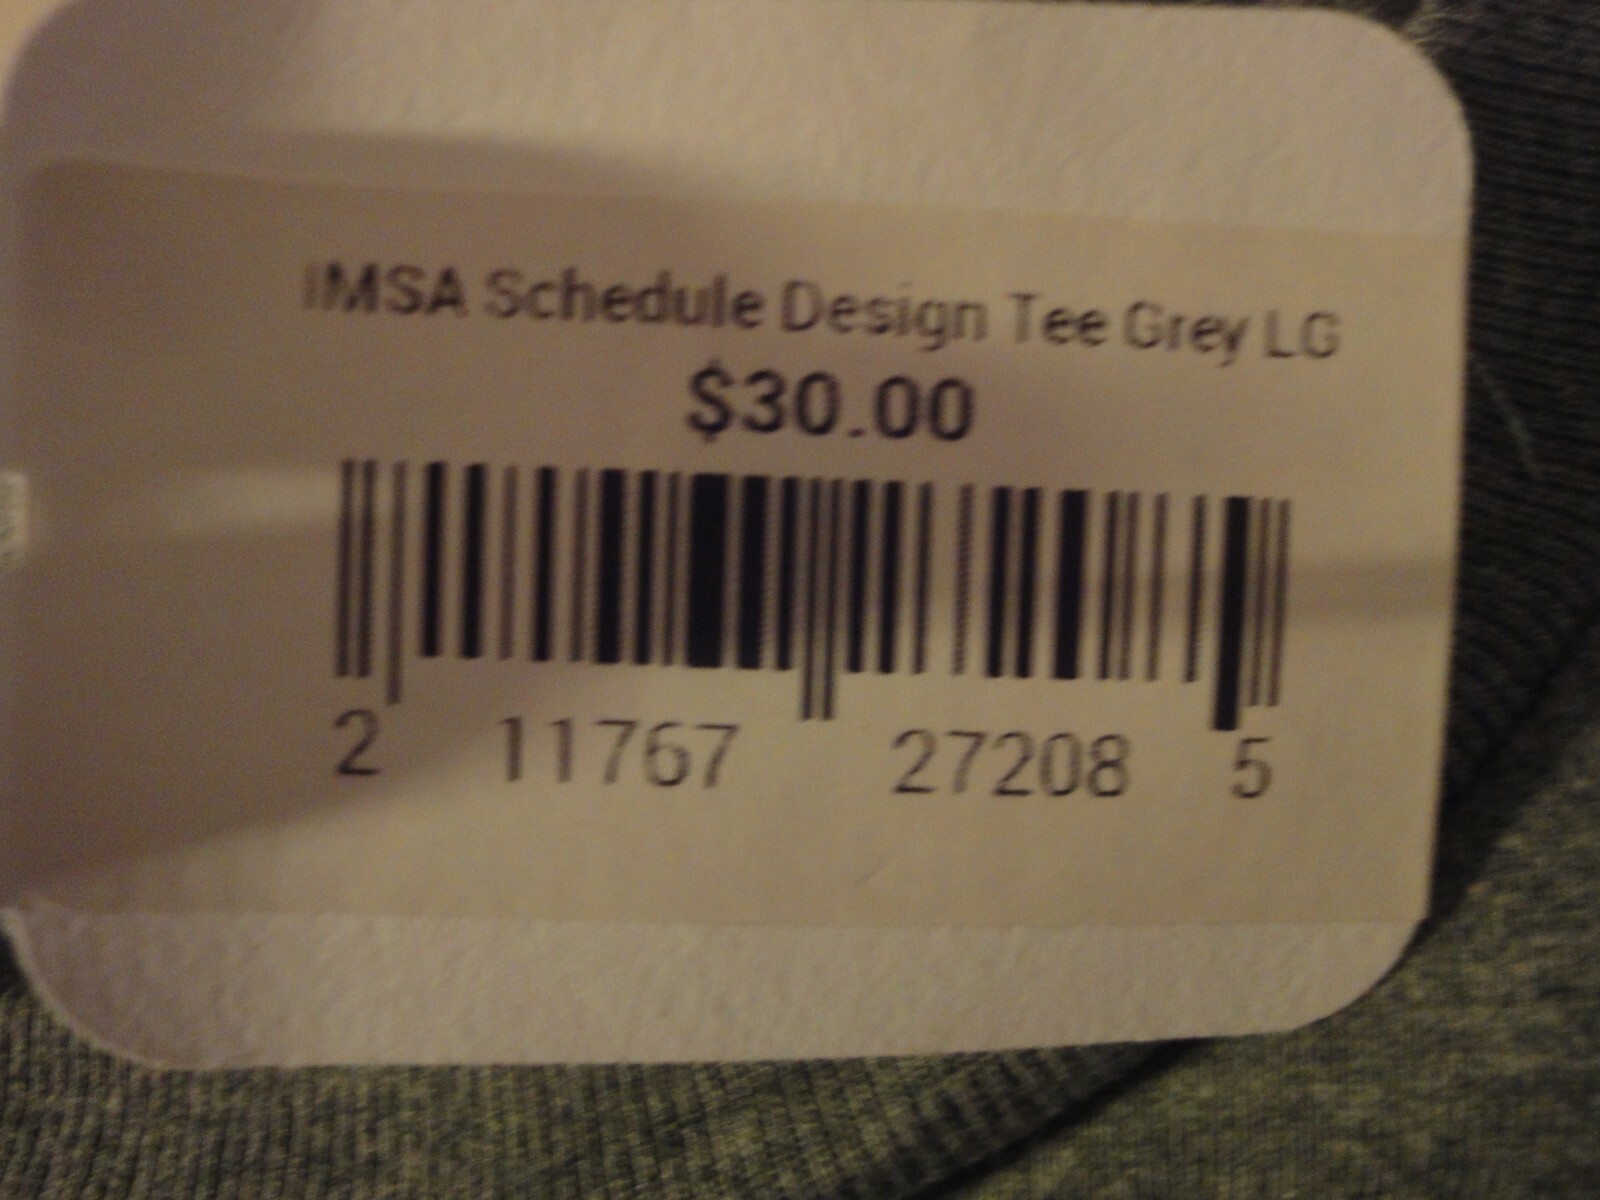 IMSA Schedule Design Tee Grey LG
$30.00
2 11767 27208 5